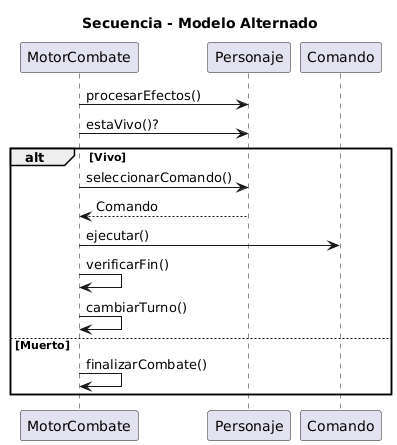 Secuencia - Modelo Alternado
MotorCombate Personaje Comando
procesarEfectos()
estaVivo()?
alt [Vivo]
seleccionarComando()
Comando
ejecutar()
verificarFin()
cambiarTurno()
[Muerto]
finalizarCombate()
MotorCombate Personaje Comando